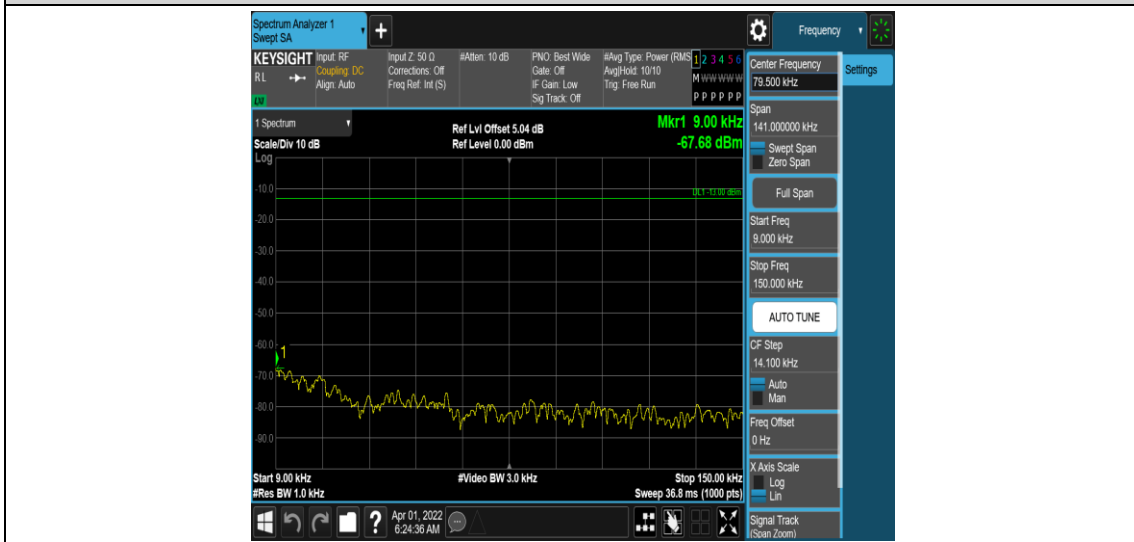 Spectrum Analyzer 1
Swept SA
+
Frequency
KEYSIGHT
RL
LXI
Input: RF
Coupling: DC
Align: Auto
Input Z: 50 Ω
Corrections: Off
Freq Ref: Int (S)
#Atten: 10 dB
PNO: Best Wide
Gate: Off
IF Gain: Low
Sig Track: Off
#Avg Type: Power (RMS
Avg|Hold: 10/10
Trig: Free Run
1 2 3 4 5 6
M W W W W W
P P P P P P
1 Spectrum
Scale/Div 10 dB
Log
Ref Lvl Offset 5.04 dB
Ref Level 0.00 dBm
Mkr1 9.00 kHz
-67.68 dBm
DL1 -13.00 dBm
-10.0
-20.0
-30.0
-40.0
-50.0
-60.0
-70.0
-80.0
-90.0
1
Start 9.00 kHz
#Res BW 1.0 kHz
#Video BW 3.0 kHz
Stop 150.00 kHz
Sweep 36.8 ms (1000 pts)
?
Apr 01, 2022
6:24:36 AM
Center Frequency
79.500 kHz
Settings
Span
141.000000 kHz
Swept Span
Zero Span
Full Span
Start Freq
9.000 kHz
Stop Freq
150.000 kHz
AUTO TUNE
CF Step
14.100 kHz
Auto
Man
Freq Offset
0 Hz
X Axis Scale
Log
Lin
Signal Track
(Span Zoom)